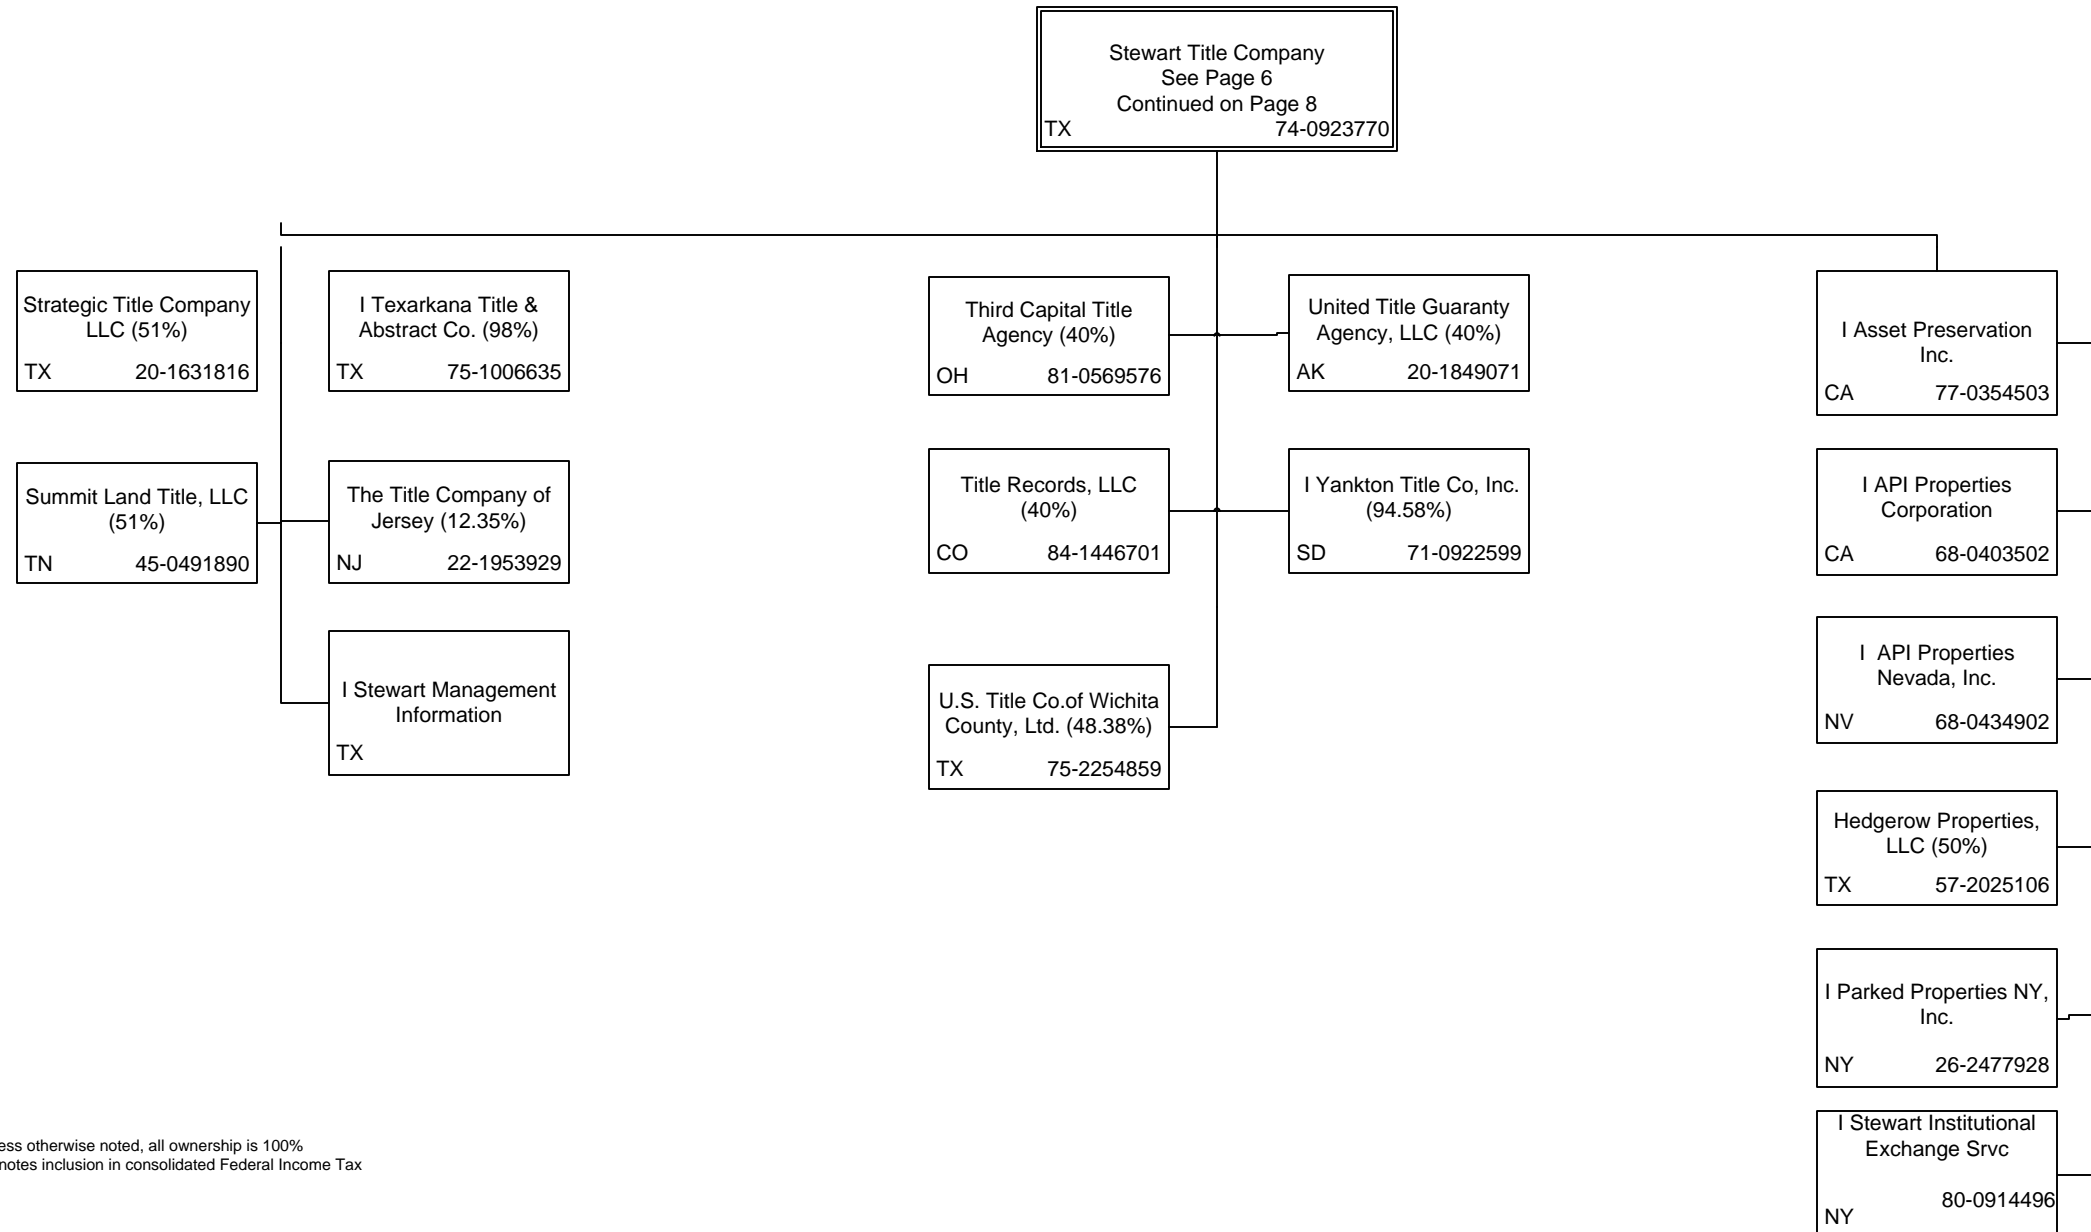 Stewart Title Company
See Page 6
Continued on Page 8
TX 74-0923770
Strategic Title Company
LLC (51%)
TX 20-1631816
I Texarkana Title &
Abstract Co. (98%)
TX 75-1006635
Third Capital Title
Agency (40%)
OH 81-0569576
United Title Guaranty
Agency, LLC (40%)
AK 20-1849071
I Asset Preservation
Inc.
CA 77-0354503
Summit Land Title, LLC
(51%)
TN 45-0491890
The Title Company of
Jersey (12.35%)
NJ 22-1953929
Title Records, LLC
(40%)
CO 84-1446701
I Yankton Title Co, Inc.
(94.58%)
SD 71-0922599
I API Properties
Corporation
CA 68-0403502
I Stewart Management
Information
TX
U.S. Title Co.of Wichita
County, Ltd. (48.38%)
TX 75-2254859
I API Properties
Nevada, Inc.
NV 68-0434902
Hedgerow Properties,
LLC (50%)
TX 57-2025106
I Parked Properties NY,
Inc.
NY 26-2477928
I Stewart Institutional
Exchange Srvc
80-0914496
NY
ess otherwise noted, all ownership is 100%
notes inclusion in consolidated Federal Income Tax